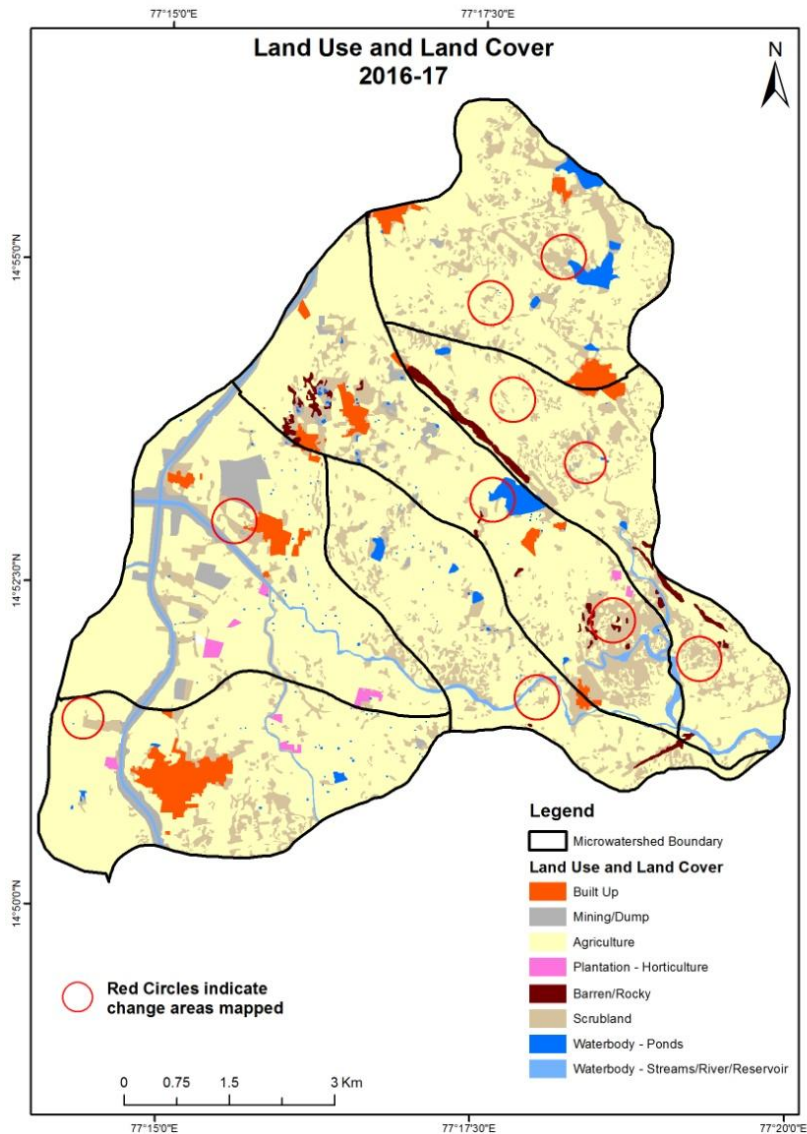 77°15'0"E
77°17'30"E
Land Use and Land Cover
2016-17
N
14°55'0"N
14°52'30"N
14°50'0"N
Legend
Microwatershed Boundary
Land Use and Land Cover
Built Up
Mining/Dump
Agriculture
Plantation - Horticulture
Barren/Rocky
Scrubland
Waterbody - Ponds
Waterbody - Streams/River/Reservoir
Red Circles indicate
change areas mapped
0 0.75 1.5 3 Km
77°15'0"E
77°17'30"E
77°20'0"E